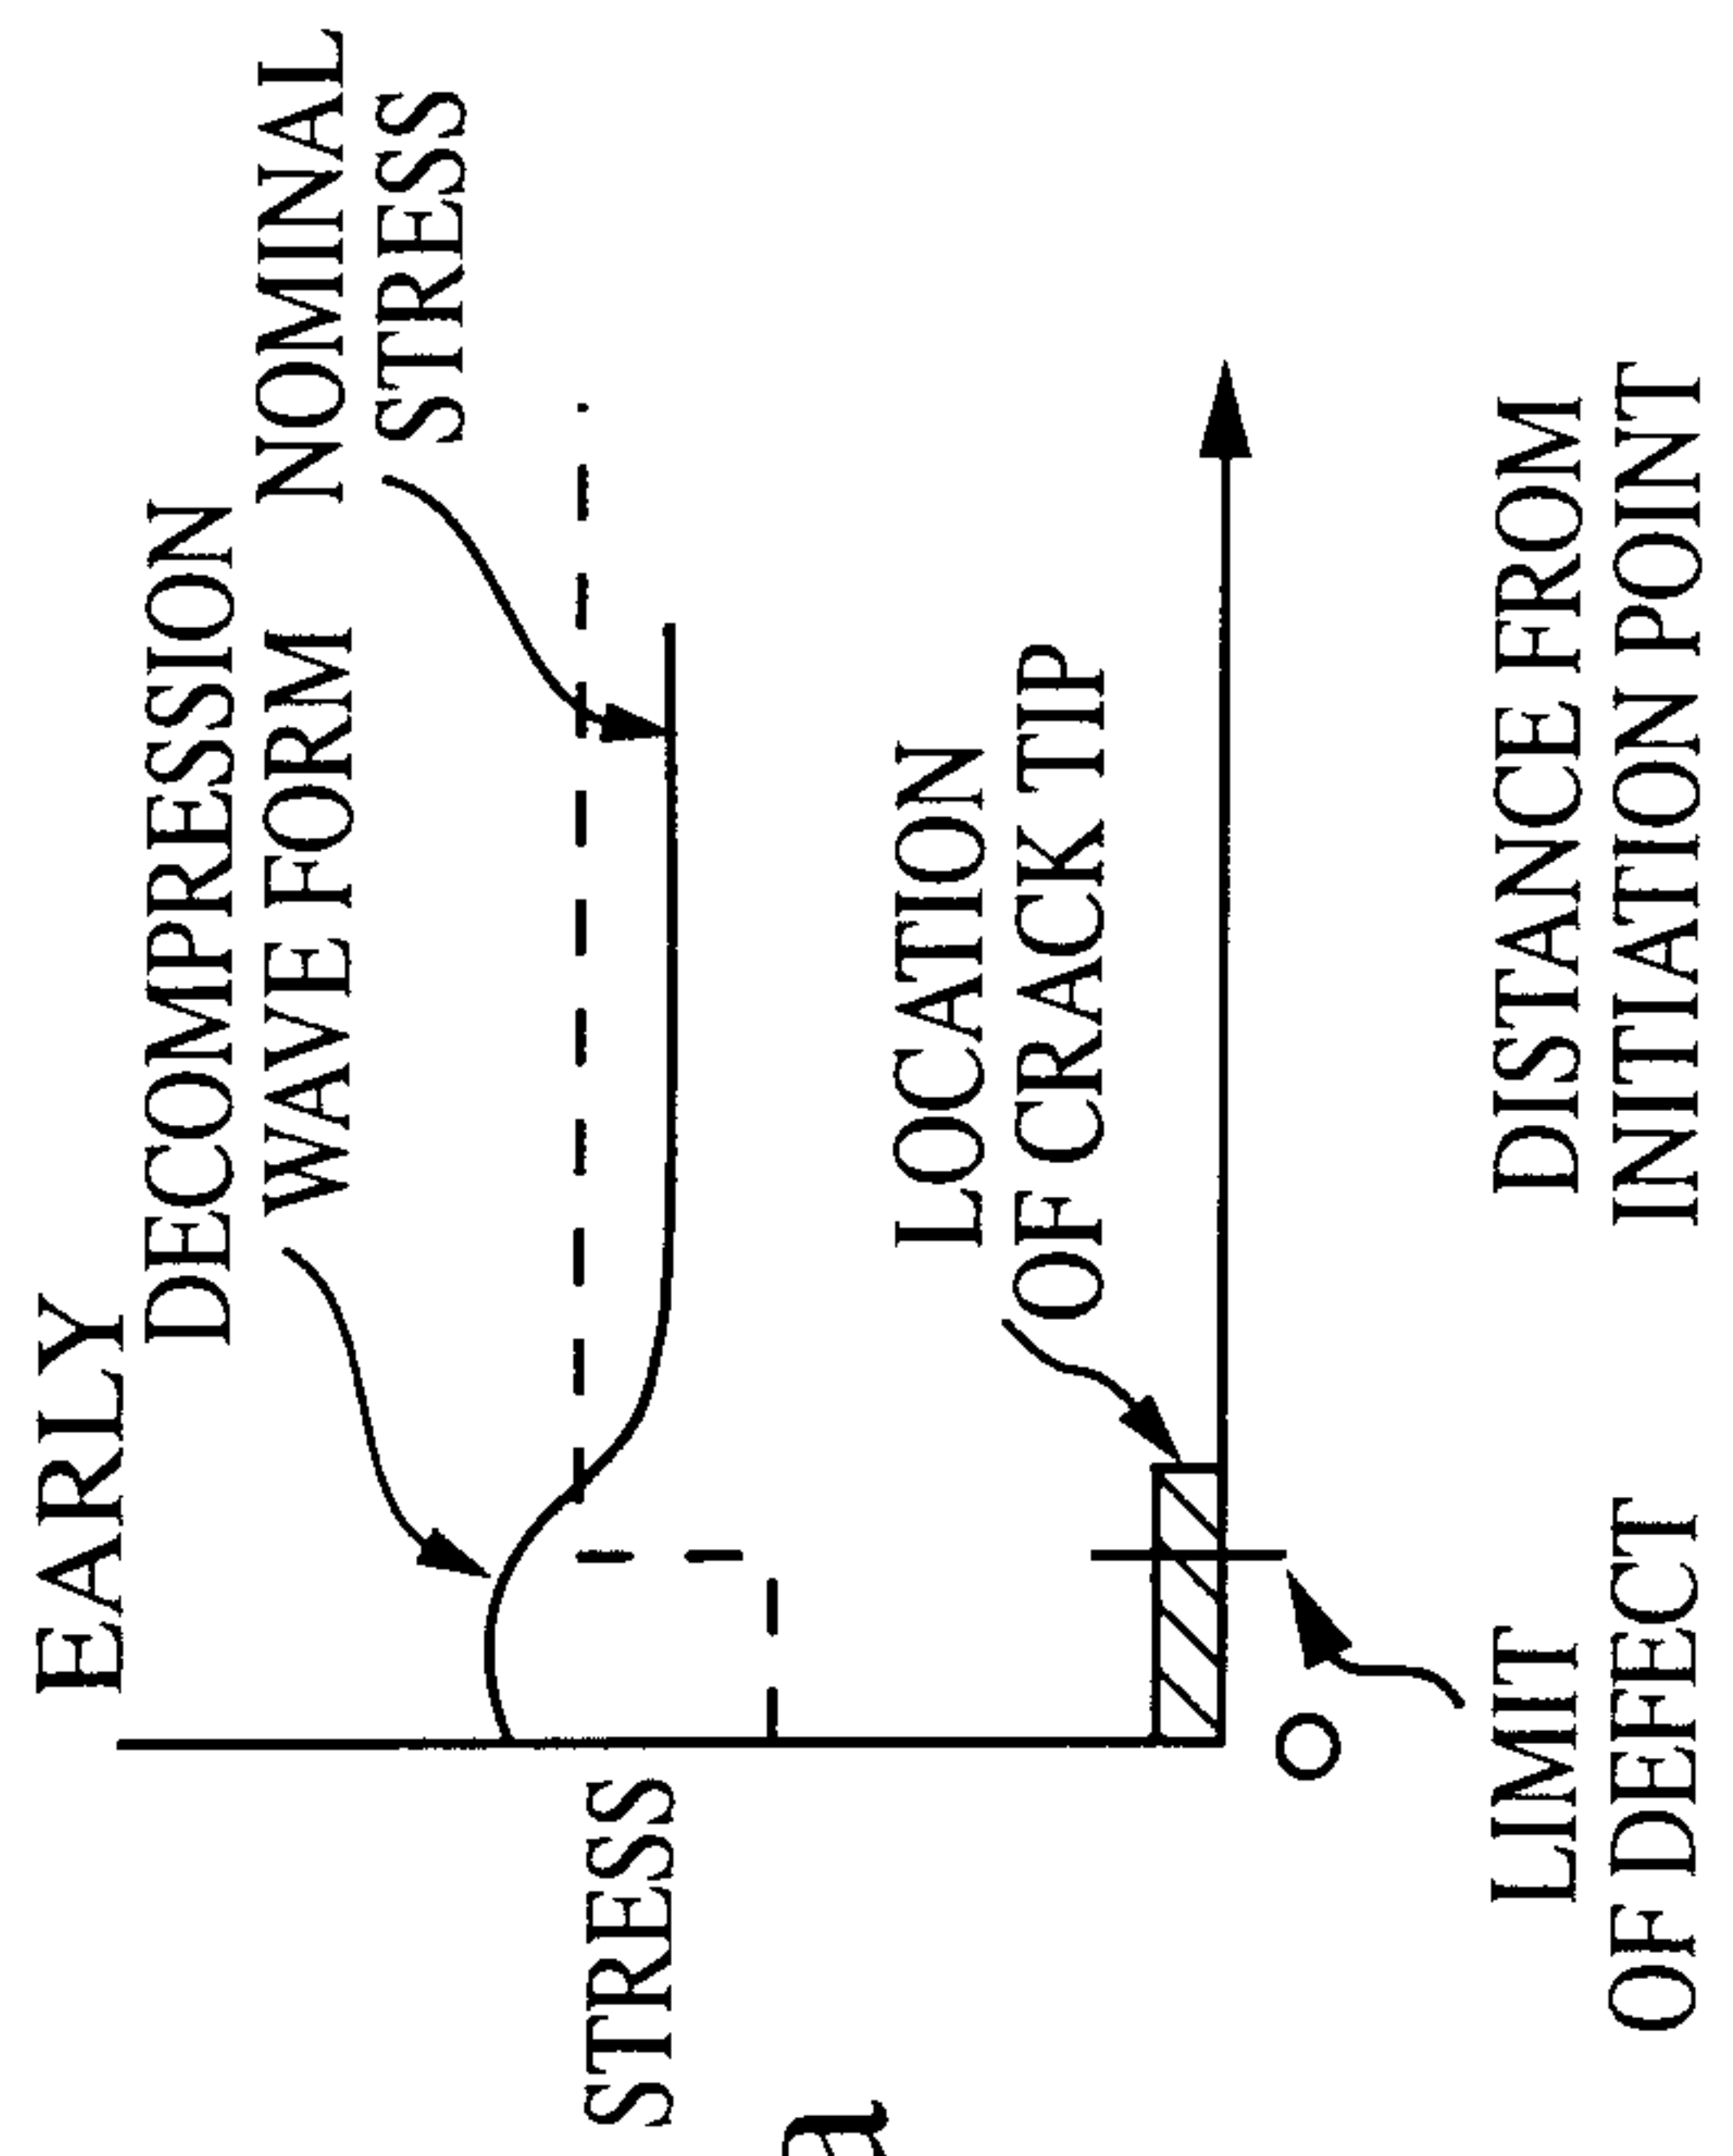 EARLY
DECOMPRESSION
WAVE FORM
NOMINAL
STRESS
STRESS
a
LOCATION
OF CRACK TIP
O
LIMIT
OF DEFECT
DISTANCE FROM
INITIATION POINT